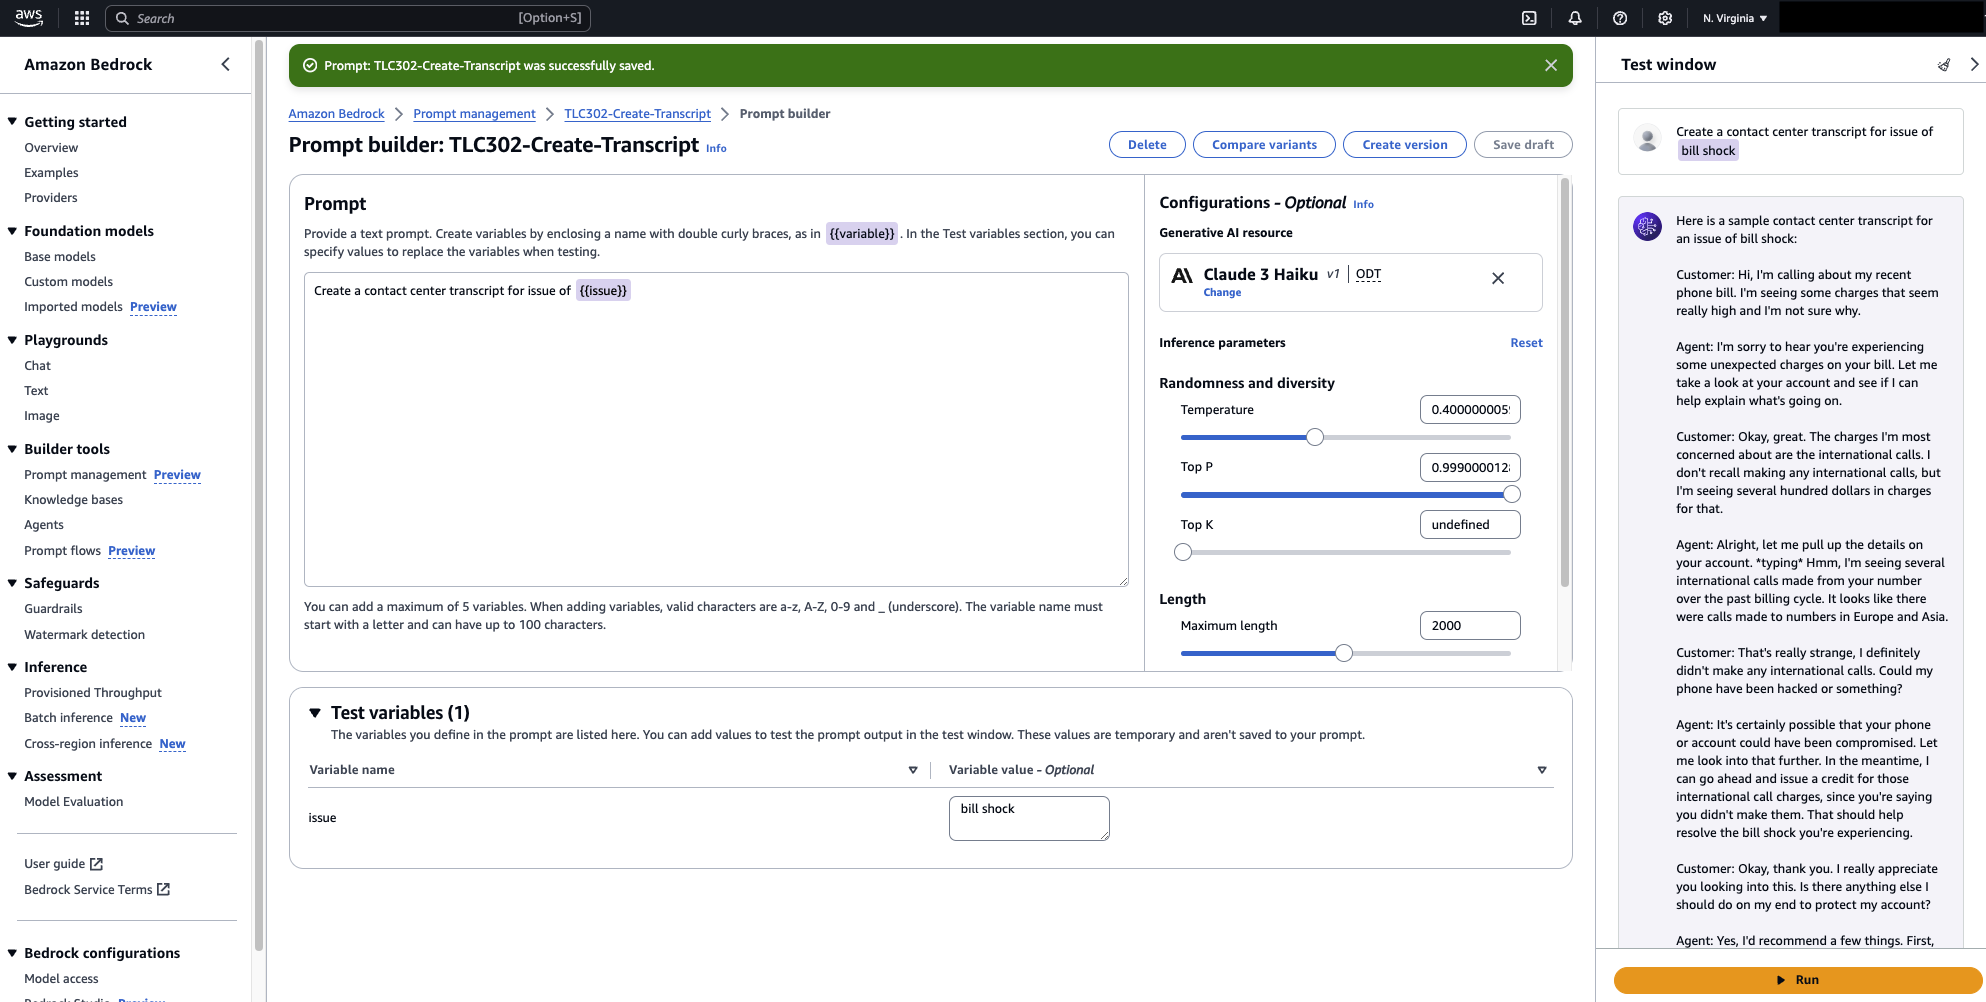 aws
Search
[Option+S]
N. Virginia
Amazon Bedrock
Getting started
Overview
Examples
Providers
Foundation models
Base models
Custom models
Imported models Preview
Playgrounds
Chat
Text
Image
Builder tools
Prompt management Preview
Knowledge bases
Agents
Prompt flows Preview
Safeguards
Guardrails
Watermark detection
Inference
Provisioned Throughput
Batch inference New
Cross-region inference New
Assessment
Model Evaluation
User guide
Bedrock Service Terms
Bedrock configurations
Model access
Bedrock Studio Preview
Prompt: TLC302-Create-Transcript was successfully saved.
Amazon Bedrock > Prompt management > TLC302-Create-Transcript > Prompt builder
Prompt builder: TLC302-Create-Transcript Info
Delete
Compare variants
Create version
Save draft
Prompt
Provide a text prompt. Create variables by enclosing a name with double curly braces, as in {{variable}} . In the Test variables section, you can
specify values to replace the variables when testing.
Create a contact center transcript for issue of {{issue}}
You can add a maximum of 5 variables. When adding variables, valid characters are a-z, A-Z, 0-9 and _ (underscore). The variable name must
start with a letter and can have up to 100 characters.
Configurations - Optional Info
Generative AI resource
Claude 3 Haiku v1 | ODT
Change
Inference parameters
Reset
Randomness and diversity
Temperature
0.4000000059
Top P
0.999000012
Top K
undefined
Length
Maximum length
2000
Test variables (1)
The variables you define in the prompt are listed here. You can add values to test the prompt output in the test window. These values are temporary and aren't saved to your prompt.
Variable name
Variable value - Optional
issue
bill shock
Test window
Create a contact center transcript for issue of
bill shock
Here is a sample contact center transcript for
an issue of bill shock:
Customer: Hi, I'm calling about my recent
phone bill. I'm seeing some charges that seem
really high and I'm not sure why.
Agent: I'm sorry to hear you're experiencing
some unexpected charges on your bill. Let me
take a look at your account and see if I can
help explain what's going on.
Customer: Okay, great. The charges I'm most
concerned about are the international calls. I
don't recall making any international calls, but
I'm seeing several hundred dollars in charges
for that.
Agent: Alright, let me pull up the details on
your account. *typing* Hmm, I'm seeing several
international calls made from your number
over the past billing cycle. It looks like there
were calls made to numbers in Europe and Asia.
Customer: That's really strange, I definitely
didn't make any international calls. Could my
phone have been hacked or something?
Agent: It's certainly possible that your phone
or account could have been compromised. Let
me look into that further. In the meantime, I
can go ahead and issue a credit for those
international call charges, since you're saying
you didn't make them. That should help
resolve the bill shock you're experiencing.
Customer: Okay, thank you. I really appreciate
you looking into this. Is there anything else I
should do on my end to protect my account?
Agent: Yes, I'd recommend a few things. First,
Run